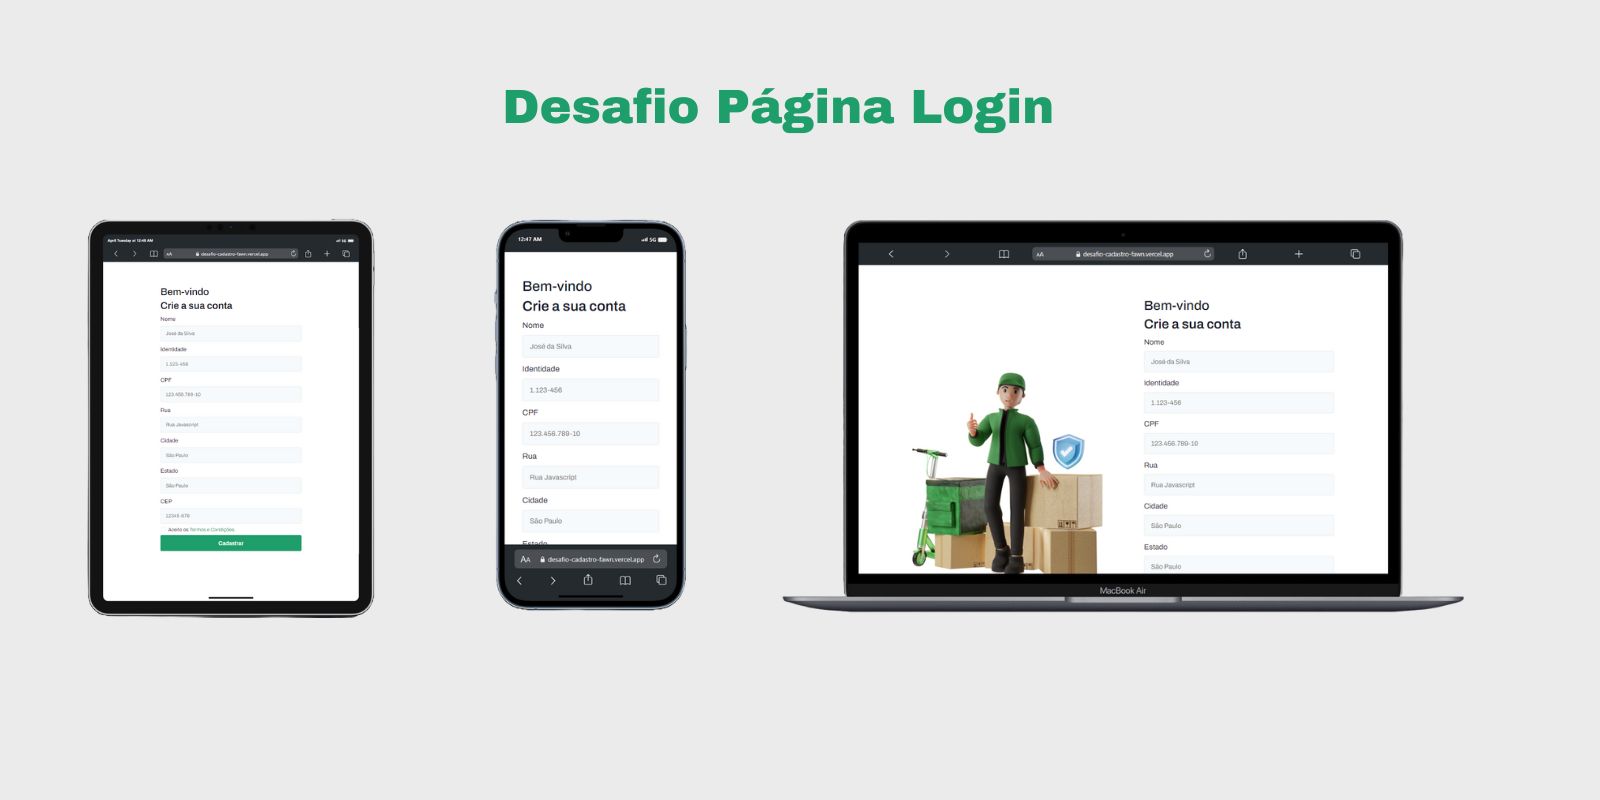 Desafio Página Login
April Tuesday at 12:48 AM
5G
AA
desafio-cadastro-fawn.vercel.app
Bem-vindo
Crie a sua conta
Nome
José da Silva
Identidade
1.123-456
CPF
123.456.789-10
Rua
Rua Javascript
Cidade
São Paulo
Estado
São Paulo
CEP
12345-678
Aceito os Termos e Condições
Cadastrar
12:47 AM
5G
Bem-vindo
Crie a sua conta
Nome
José da Silva
Identidade
1.123-456
CPF
123.456.789-10
Rua
Rua Javascript
Cidade
São Paulo
Estado
AA
desafio-cadastro-fawn.vercel.app
AA
desafio-cadastro-fawn.vercel.app
Bem-vindo
Crie a sua conta
Nome
José da Silva
Identidade
1.123-456
CPF
123.456.789-10
Rua
Rua Javascript
Cidade
São Paulo
Estado
São Paulo
MacBook Air